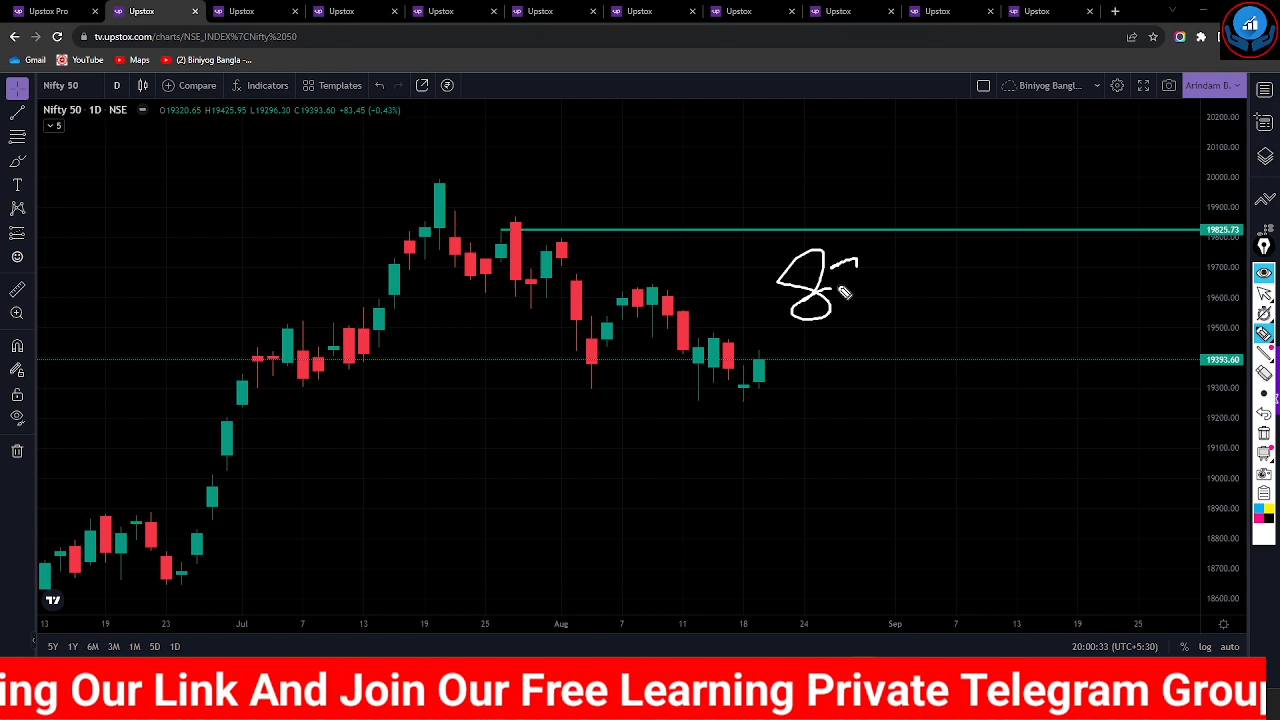 Upstox Pro
Upstox
Upstox
Upstox
Upstox
Upstox
Upstox
Upstox
Upstox
Upstox
Upstox
tv.upstox.com/charts/NSE_INDEX%7CNifty%2050
Gmail
YouTube
Maps
(2) Biniyog Bangla -...
Nifty 50
D
Compare
Indicators
Templates
Biniyog Bangl...
Arindam B.
Nifty 50 · 1D · NSE
O19320.65 H19425.95 L19296.30 C19393.60 +83.45 (+0.43%)
5
20200.00
20100.00
20000.00
19900.00
19825.73
19800.00
19700.00
19600.00
19500.00
19393.60
19300.00
19200.00
19100.00
19000.00
18900.00
18800.00
18700.00
18600.00
13 19 23 Jul 7 13 19 25 Aug 7 11 18 24 Sep 7 13 19 25
5Y 1Y 6M 3M 1M 5D 1D
20:00:33 (UTC+5:30)
% log auto
ing Our Link And Join Our Free Learning Private Telegram Group